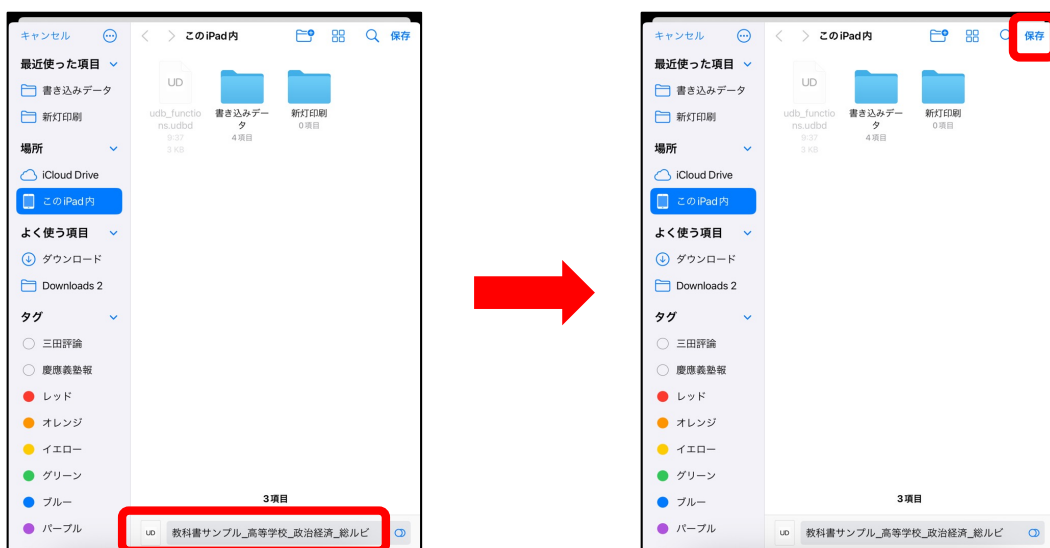 キャンセル
このiPad内
保存
最近使った項目
書き込みデータ
新灯印刷
場所
iCloud Drive
このiPad内
よく使う項目
ダウンロード
Downloads 2
タグ
三田評論
慶應義塾報
レッド
オレンジ
イエロー
グリーン
ブルー
パープル
UD
udb_functio
ns.udbd
9:37
3 KB
書き込みデー
タ
4項目
新灯印刷
0項目
3項目
UD 教科書サンプル_高等学校_政治経済_総ルビ
キャンセル
このiPad内
保存
最近使った項目
書き込みデータ
新灯印刷
場所
iCloud Drive
このiPad内
よく使う項目
ダウンロード
Downloads 2
タグ
三田評論
慶應義塾報
レッド
オレンジ
イエロー
グリーン
ブルー
パープル
UD
udb_functio
ns.udbd
9:37
3 KB
書き込みデー
タ
4項目
新灯印刷
0項目
3項目
UD 教科書サンプル_高等学校_政治経済_総ルビ